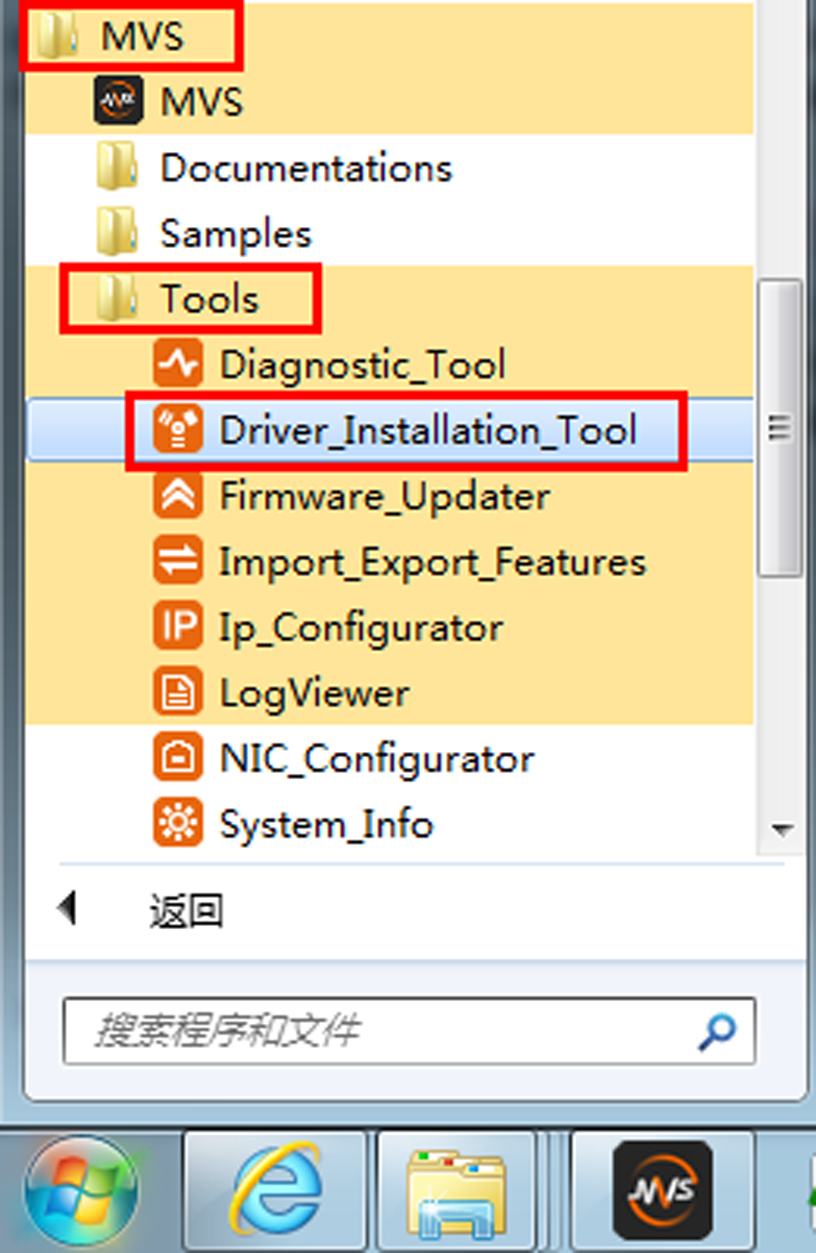 MVS
MVS
Documentations
Samples
Tools
Diagnostic_Tool
Driver_Installation_Tool
Firmware_Updater
Import_Export_Features
IP Ip_Configurator
LogViewer
NIC_Configurator
System_Info
返回
搜索程序和文件
MVS